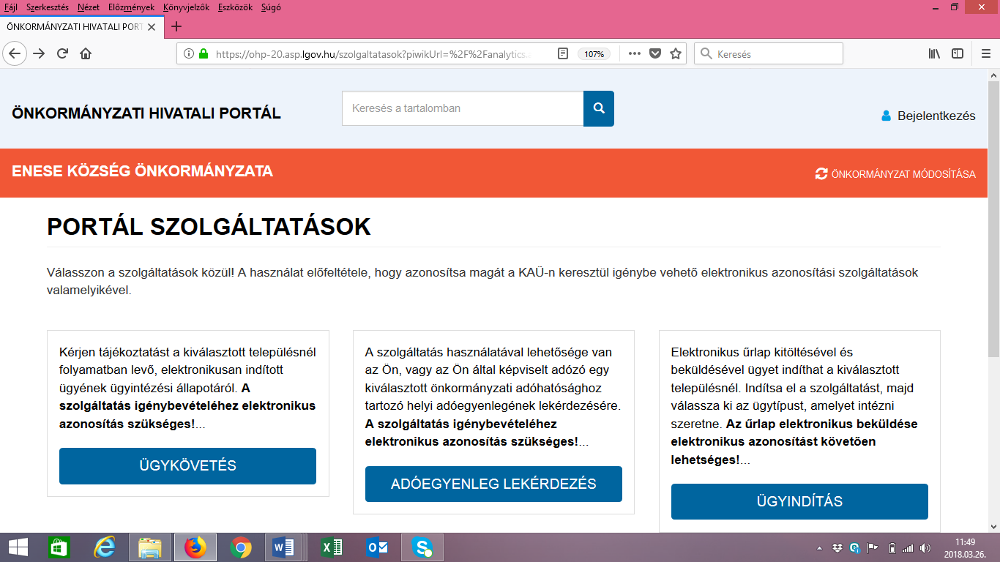 Fájl Szerkesztés Nézet Előzmények Könyvjelzők Eszközök Súgó
ÖNKORMÁNYZATI HIVATALI PORT
https://ohp-20.asp.lgov.hu/szolgaltatasok?piwikUrl=%2F%2Fanalytics. 107% Keresés
ÖNKORMÁNYZATI HIVATALI PORTÁL
Keresés a tartalomban
Bejelentkezés
ENESE KÖZSÉG ÖNKORMÁNYZATA
ÖNKORMÁNYZAT MÓDOSÍTÁSA
PORTÁL SZOLGÁLTATÁSOK
Válasszon a szolgáltatások közül! A használat előfeltétele, hogy azonosítsa magát a KAÜ-n keresztül igénybe vehető elektronikus azonosítási szolgáltatások
valamelyikével.
Kérjen tájékoztatást a kiválasztott településnél
folyamatban levő, elektronikusan indított
ügyének ügyintézési állapotáról. A
szolgáltatás igénybevételéhez elektronikus
azonosítás szükséges!...
ÜGYKÖVETÉS
A szolgáltatás használatával lehetősége van
az Ön, vagy az Ön által képviselt adózó egy
kiválasztott önkormányzati adóhatósághoz
tartozó helyi adóegyenlegének lekérdezésére.
A szolgáltatás igénybevételéhez
elektronikus azonosítás szükséges!...
ADÓEGYENLEG LEKÉRDEZÉS
Elektronikus űrlap kitöltésével és
beküldésével ügyet indíthat a kiválasztott
településnél. Indítsa el a szolgáltatást, majd
válassza ki az ügytípust, amelyet intézni
szeretne. Az űrlap elektronikus beküldése
elektronikus azonosítást követően
lehetséges!...
ÜGYINDÍTÁS
11:49
2018.03.26.